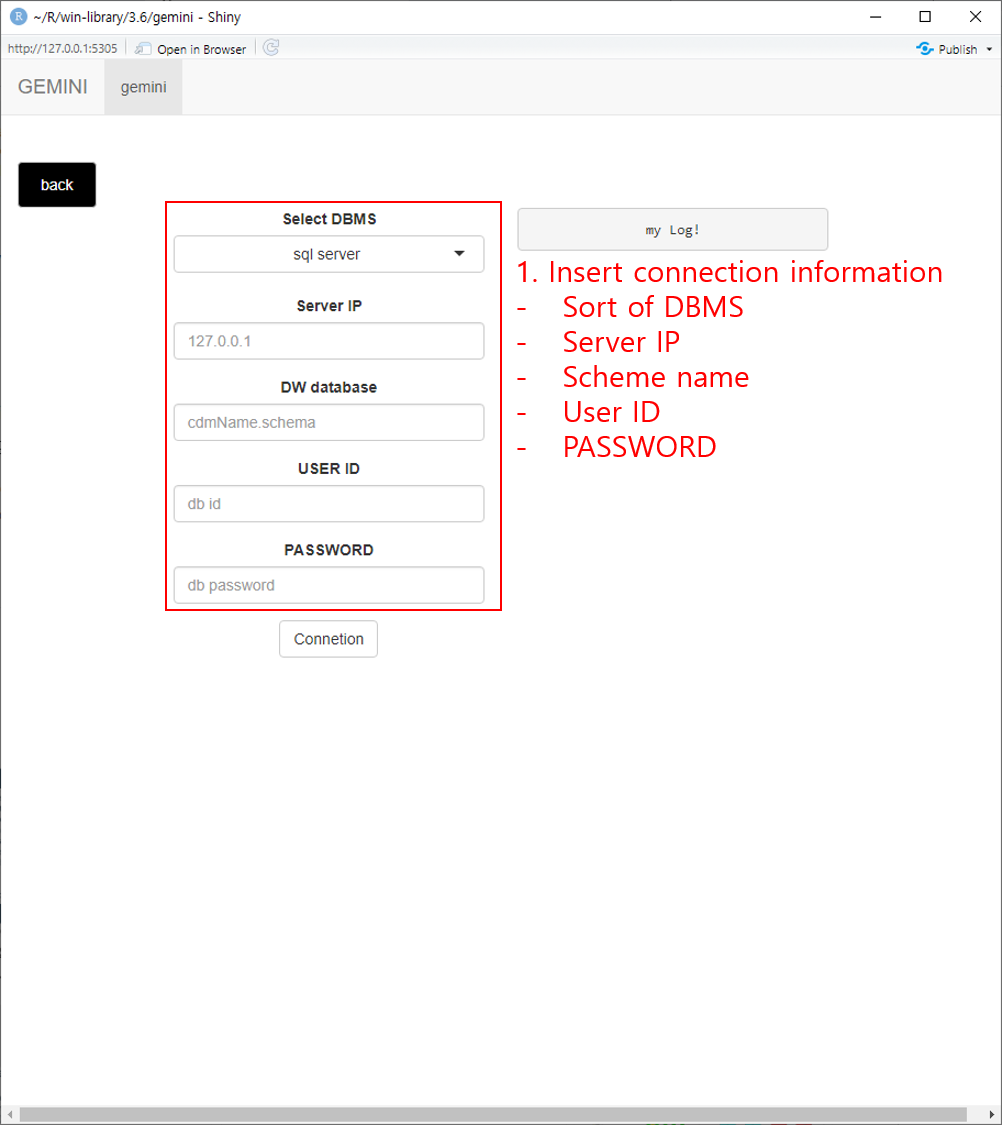 R ~/R/win-library/3.6/gemini - Shiny
http://127.0.0.1:5305 Open in Browser Publish
GEMINI gemini
back
Select DBMS
sql server
Server IP
127.0.0.1
DW database
cdmName.schema
USER ID
db id
PASSWORD
db password
Connetion
my Log!
1. Insert connection information
- Sort of DBMS
- Server IP
- Scheme name
- User ID
- PASSWORD